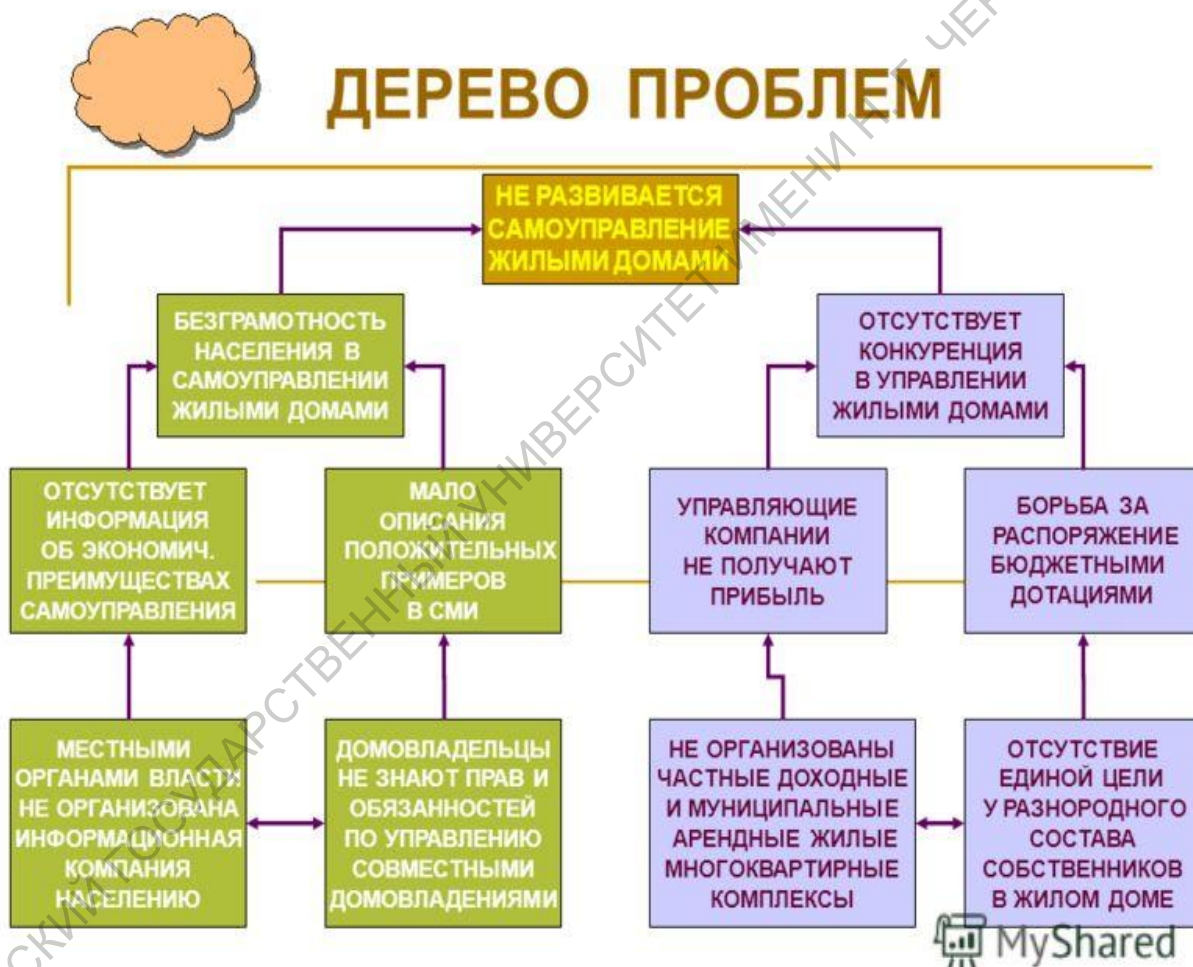 ДЕРЕВО ПРОБЛЕМ
НЕ РАЗВИВАЕТСЯ
САМОУПРАВЛЕНИЕ
ЖИЛЫМИ ДОМАМИ
БЕЗГРАМОТНОСТЬ
НАСЕЛЕНИЯ В
САМОУПРАВЛЕНИИ
ЖИЛЫМИ ДОМАМИ
ОТСУТСТВУЕТ
КОНКУРЕНЦИЯ
В УПРАВЛЕНИИ
ЖИЛЫМИ ДОМАМИ
ОТСУТСТВУЕТ
ИНФОРМАЦИЯ
ОБ ЭКОНОМИЧ.
ПРЕИМУЩЕСТВАХ
САМОУПРАВЛЕНИЯ
МАЛО
ОПИСАНИЯ
ПОЛОЖИТЕЛЬНЫХ
ПРИМЕРОВ
В СМИ
УПРАВЛЯЮЩИЕ
КОМПАНИИ
НЕ ПОЛУЧАЮТ
ПРИБЫЛЬ
БОРЬБА ЗА
РАСПОРЯЖЕНИЕ
БЮДЖЕТНЫМИ
ДОТАЦИЯМИ
МЕСТНЫМИ
ОРГАНАМИ ВЛАСТИ
НЕ ОРГАНИЗОВАНА
ИНФОРМАЦИОННАЯ
КОМПАНИЯ
НАСЕЛЕНИЮ
ДОМОВЛАДЕЛЬЦЫ
НЕ ЗНАЮТ ПРАВ И
ОБЯЗАННОСТЕЙ
ПО УПРАВЛЕНИЮ
СОВМЕСТНЫМИ
ДОМОВЛАДЕНИЯМИ
НЕ ОРГАНИЗОВАНЫ
ЧАСТНЫЕ ДОХОДНЫЕ
И МУНИЦИПАЛЬНЫЕ
АРЕНДНЫЕ ЖИЛЫЕ
МНОГОКВАРТИРНЫЕ
КОМПЛЕКСЫ
ОТСУТСТВИЕ
ЕДИНОЙ ЦЕЛИ
У РАЗНОРОДНОГО
СОСТАВА
СОБСТВЕННИКОВ
В ЖИЛОМ ДОМЕ
MyShared
ГОСУДАРСТВЕННЫЙ УНИВЕРСИТЕТ ИМЕНИ Н.Г.